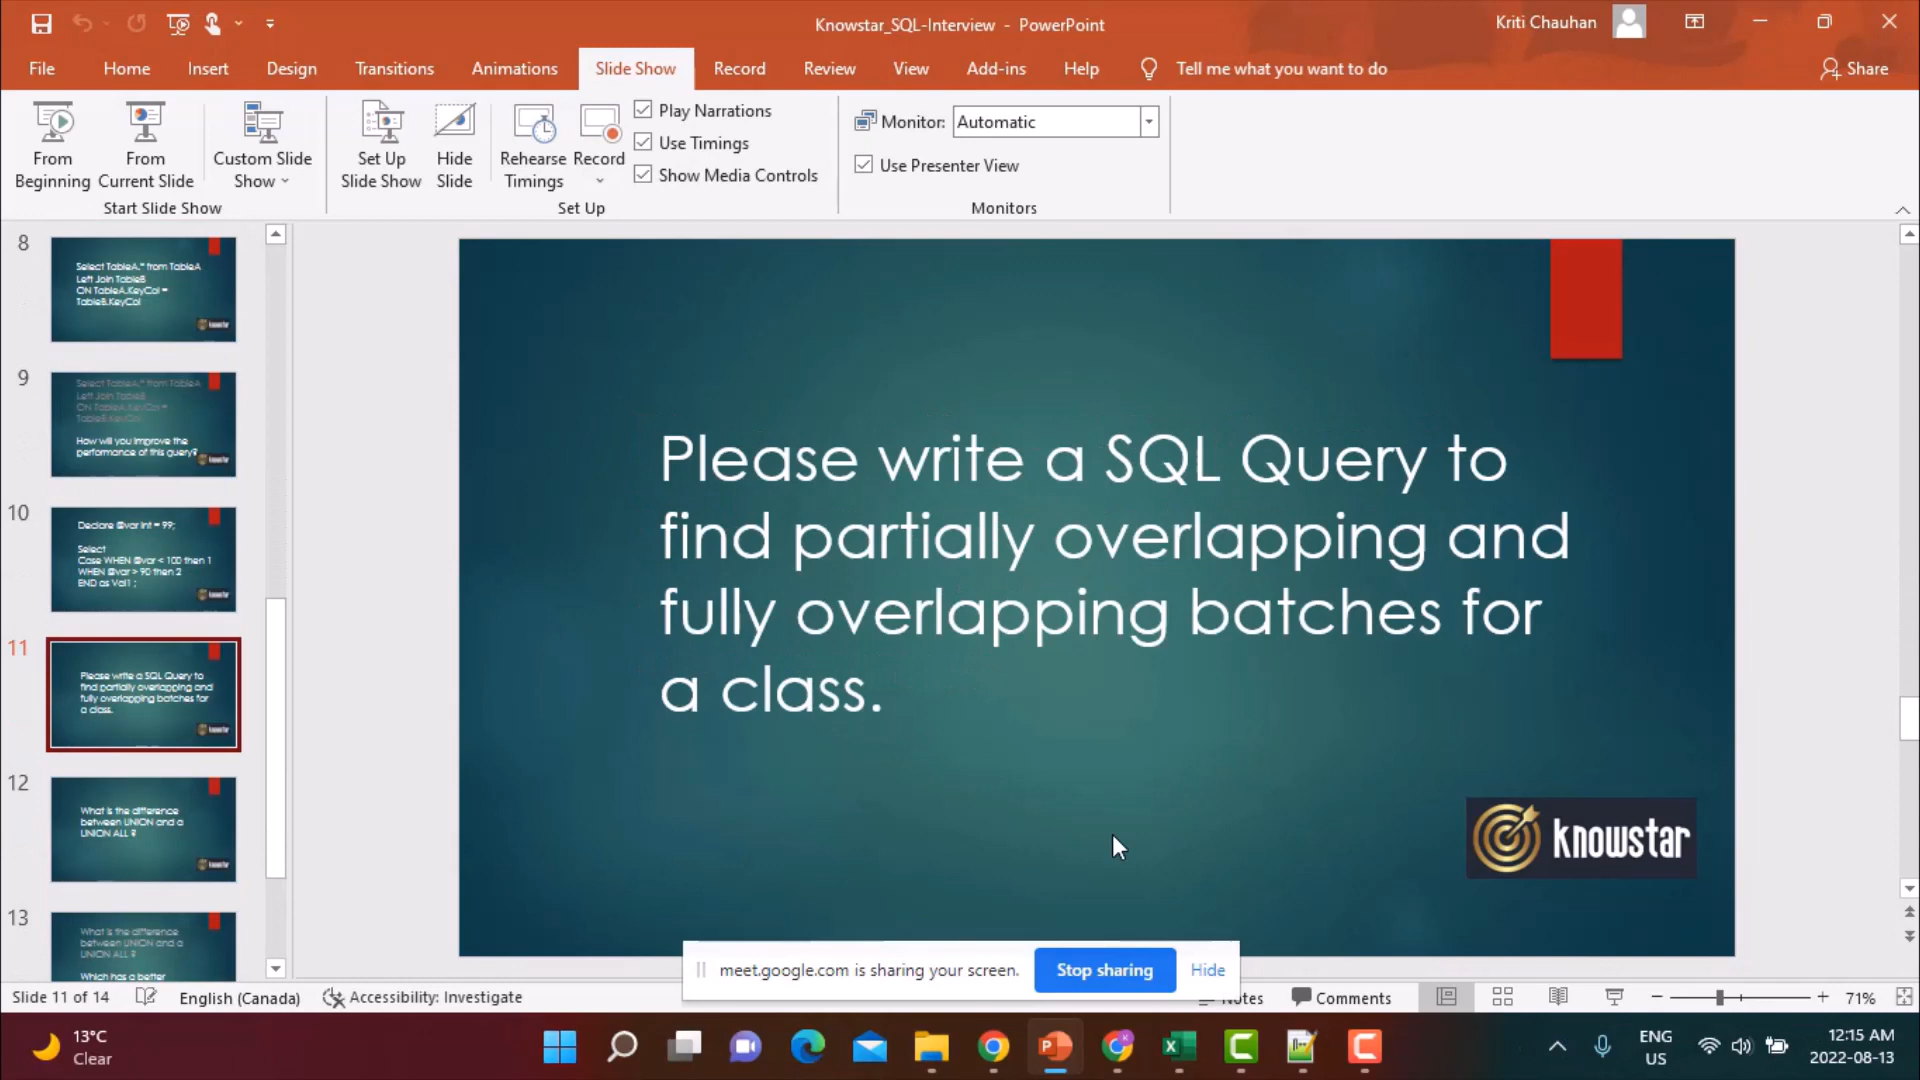 Knowstar_SQL-Interview - PowerPoint
Kriti Chauhan
File Home Insert Design Transitions Animations Slide Show Record Review View Add-ins Help Tell me what you want to do Share
From Beginning
From Current Slide
Custom Slide Show
Start Slide Show
Set Up Slide Show
Hide Slide
Rehearse Timings
Record
Play Narrations
Use Timings
Show Media Controls
Set Up
Monitor: Automatic
Use Presenter View
Monitors
8
Select TableA.* from TableA
Left Join TableB
ON TableA.KeyCol =
TableB.KeyCol
knowstar
9
Select TableA.* from TableA
Left Join TableB
ON TableA.KeyCol =
TableB.KeyCol
How will you improve the
performance of this query?
knowstar
10
Declare @var int = 99;
Select
Case WHEN @var < 100 then 1
WHEN @var > 90 then 2
END as Val1 ;
knowstar
11
Please write a SQL Query to
find partially overlapping and
fully overlapping batches for
a class.
knowstar
12
What is the difference
between UNION and a
UNION ALL ?
knowstar
13
What is the difference
between UNION and a
UNION ALL ?
Which has a better
Please write a SQL Query to
find partially overlapping and
fully overlapping batches for
a class.
knowstar
meet.google.com is sharing your screen. Stop sharing Hide
Slide 11 of 14 English (Canada) Accessibility: Investigate Notes Comments 71%
13°C
Clear
ENG
US
12:15 AM
2022-08-13